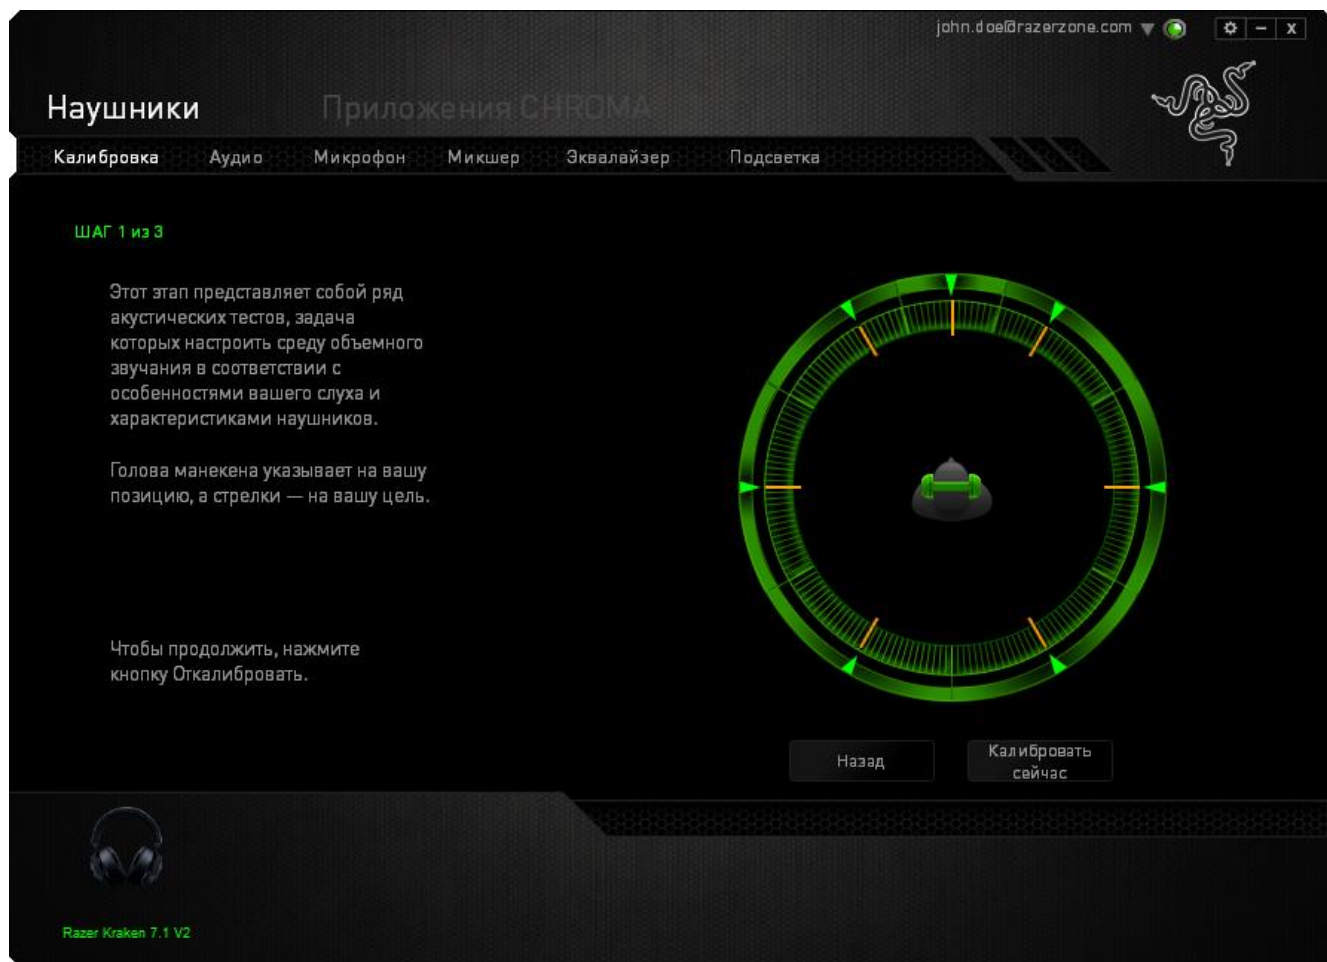 john.doe@razerzone.com
X
Наушники
Приложения CHROMA
Калибровка Аудио Микрофон Микшер Эквалайзер Подсветка
ШАГ 1 из 3
Этот этап представляет собой ряд
акустических тестов, задача
которых настроить среду объемного
звучания в соответствии с
особенностями вашего слуха и
характеристиками наушников.
Голова манекена указывает на вашу
позицию, а стрелки — на вашу цель.
Чтобы продолжить, нажмите
кнопку Откалибровать.
Назад
Калибровать
сейчас
Razer Kraken 7.1 V2